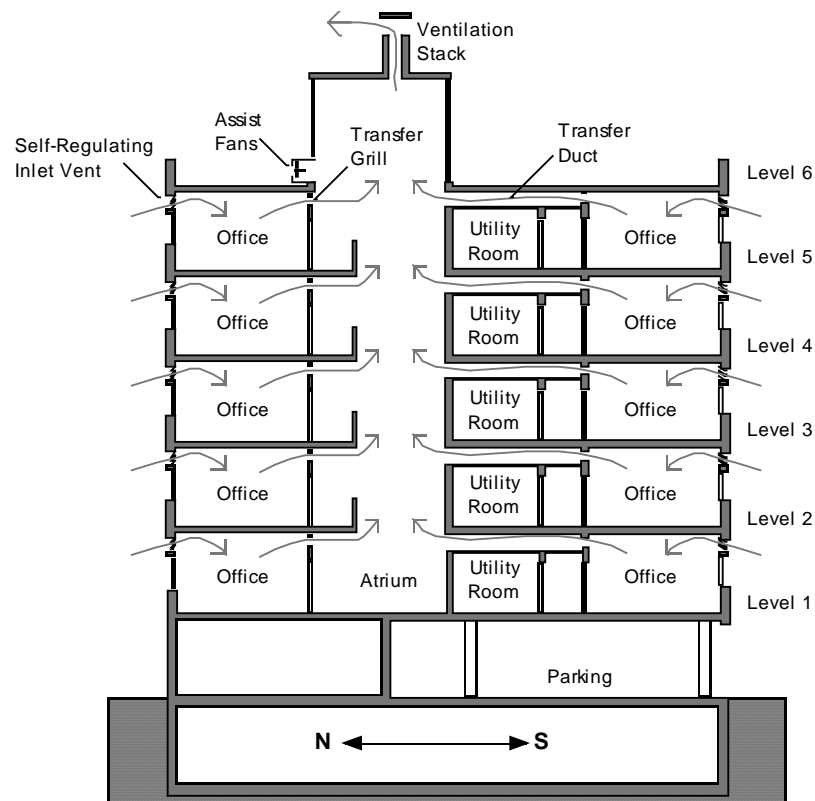 Ventilation
Stack
Assist
Fans
Transfer
Grill
Transfer
Duct
Self-Regulating
Inlet Vent
Level 6
Office
Utility
Room
Office
Level 5
Office
Utility
Room
Office
Level 4
Office
Utility
Room
Office
Level 3
Office
Utility
Room
Office
Level 2
Office
Atrium
Utility
Room
Office
Level 1
Parking
N
S